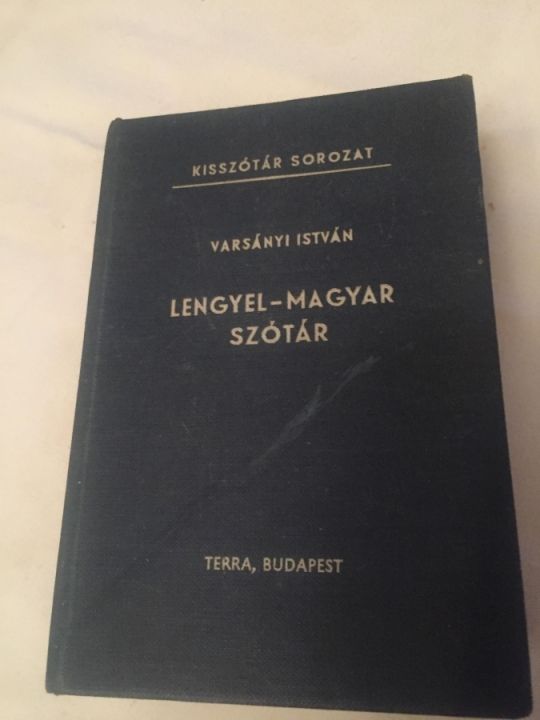 KISSZÓTÁR SOROZAT
VARSÁNYI ISTVÁN
LENGYEL–MAGYAR
SZÓTÁR
TERRA, BUDAPEST